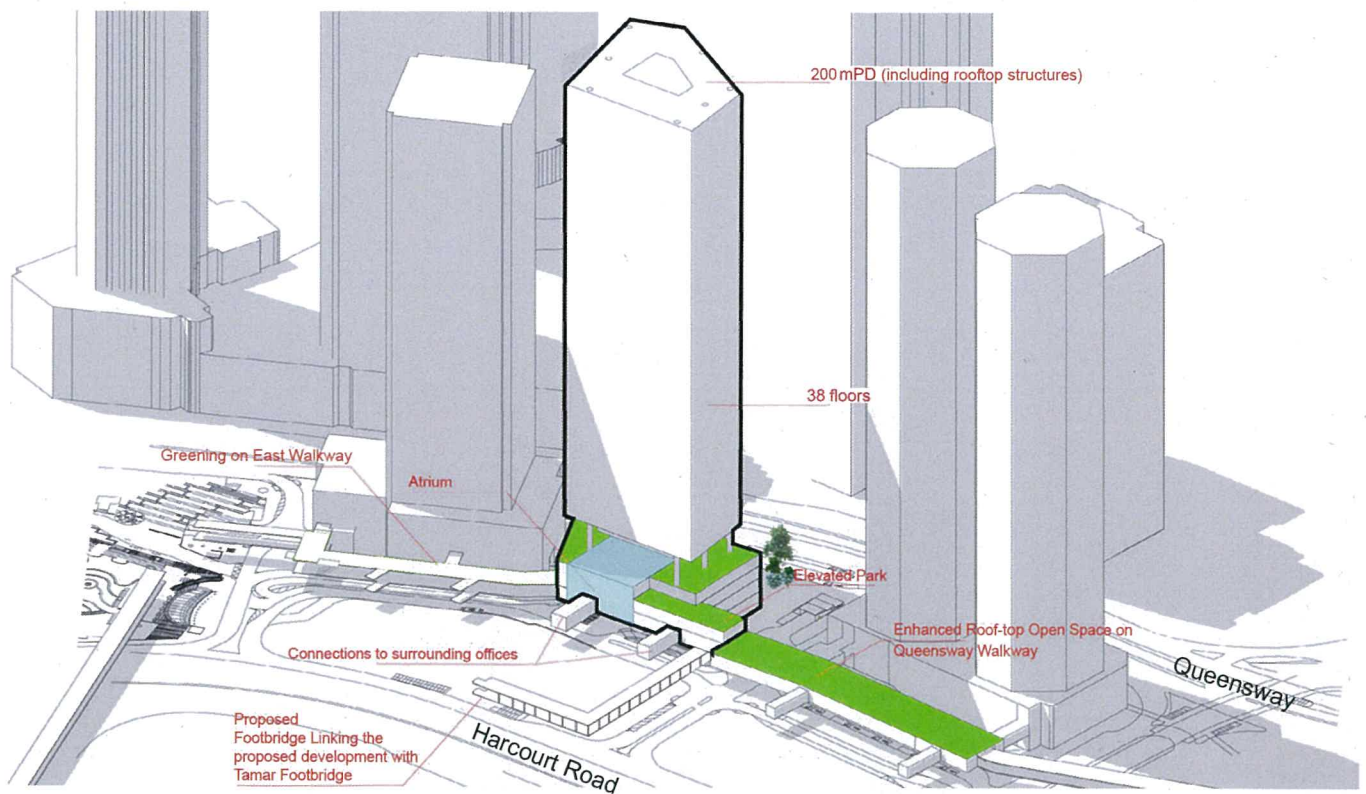 200mPD (including rooftop structures)
38 floors
Greening on East Walkway
Atrium
Elevated Park
Enhanced Roof-top Open Space on
Queensway Walkway
Connections to surrounding offices
Queensway
Proposed
Footbridge Linking the
proposed development with
Tamar Footbridge
Harcourt Road